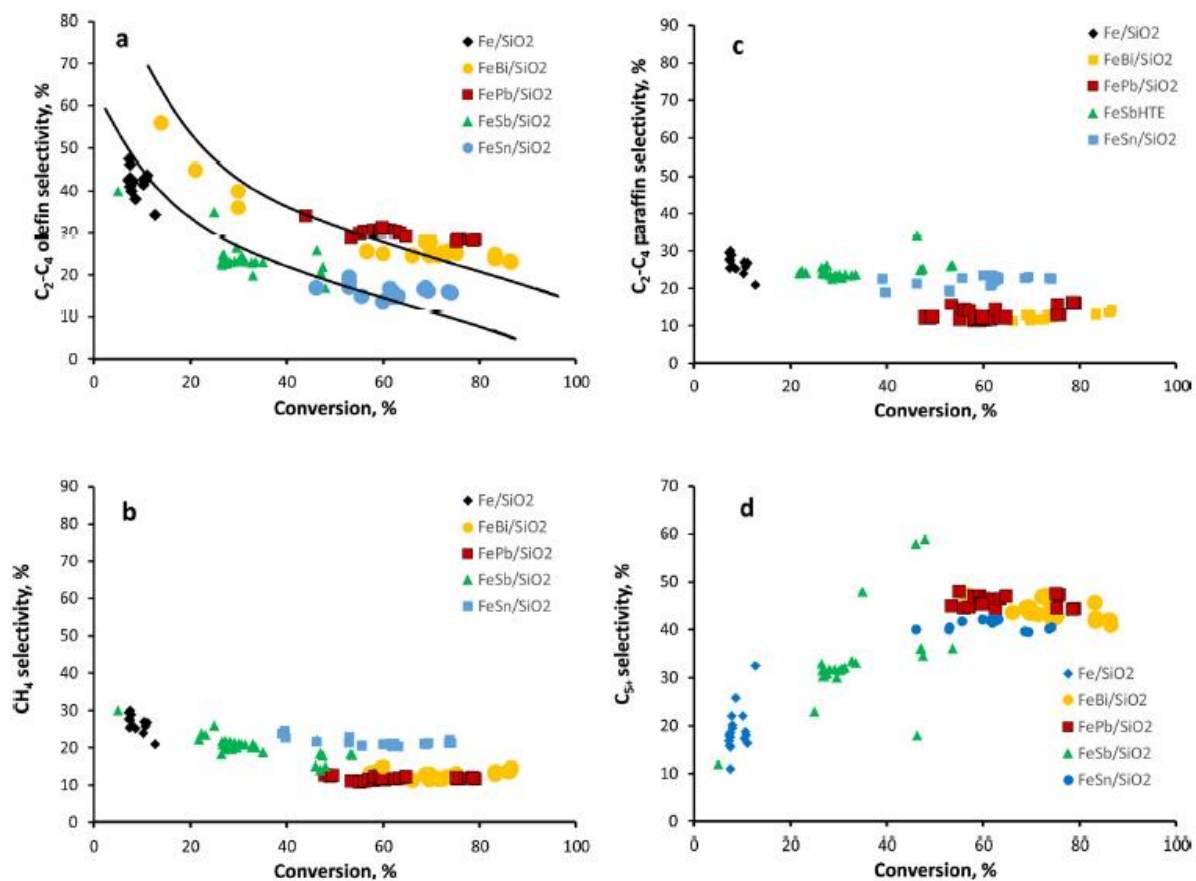 a
80
70
60
50
40
30
20
10
0
C2-C4 olefin selectivity, %
0 20 40 60 80 100
Conversion, %
Fe/SiO2
FeBi/SiO2
FePb/SiO2
FeSb/SiO2
FeSn/SiO2
c
90
80
70
60
50
40
30
20
10
0
C2-C4 paraffin selectivity, %
0 20 40 60 80 100
Conversion, %
Fe/SiO2
FeBi/SiO2
FePb/SiO2
FeSbHTE
FeSn/SiO2
b
90
80
70
60
50
40
30
20
10
0
CH4 selectivity, %
0 20 40 60 80 100
Conversion, %
Fe/SiO2
FeBi/SiO2
FePb/SiO2
FeSb/SiO2
FeSn/SiO2
d
70
60
50
40
30
20
10
0
C5+ selectivity, %
0 20 40 60 80 100
Conversion, %
Fe/SiO2
FeBi/SiO2
FePb/SiO2
FeSb/SiO2
FeSn/SiO2